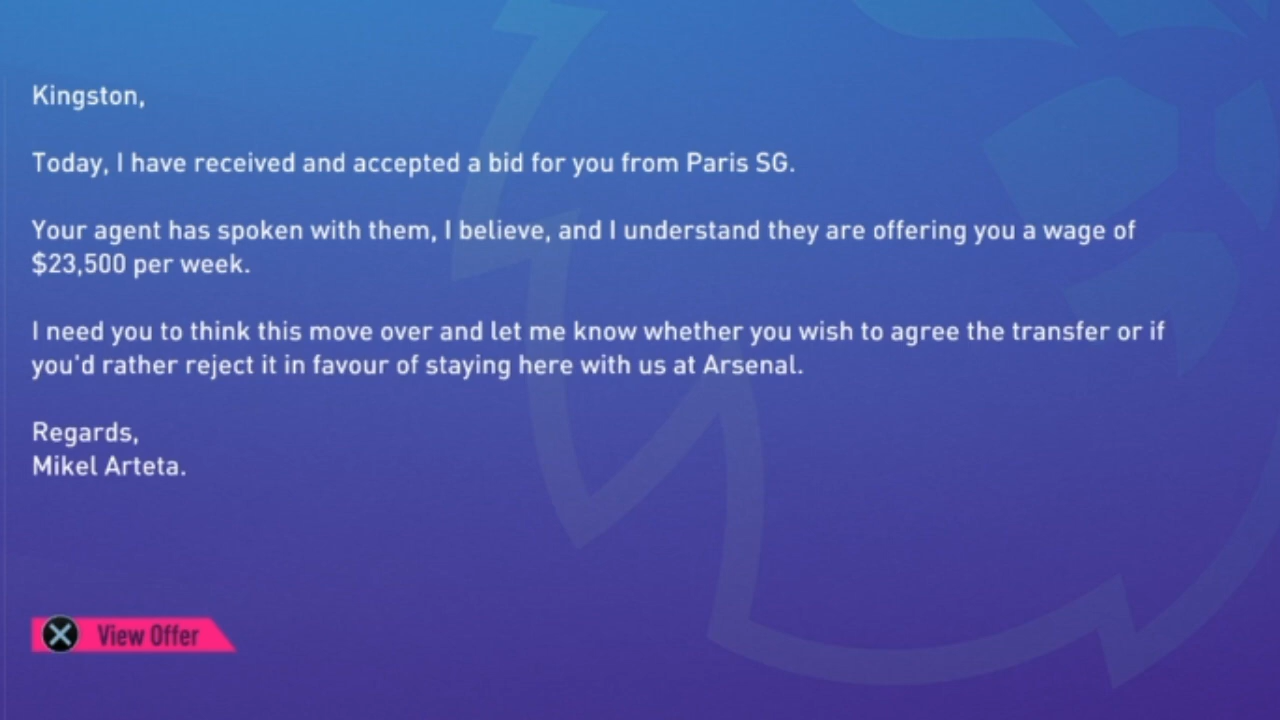 Kingston,
Today, I have received and accepted a bid for you from Paris SG.
Your agent has spoken with them, I believe, and I understand they are offering you a wage of
$23,500 per week.
I need you to think this move over and let me know whether you wish to agree the transfer or if
you'd rather reject it in favour of staying here with us at Arsenal.
Regards,
Mikel Arteta.
View Offer